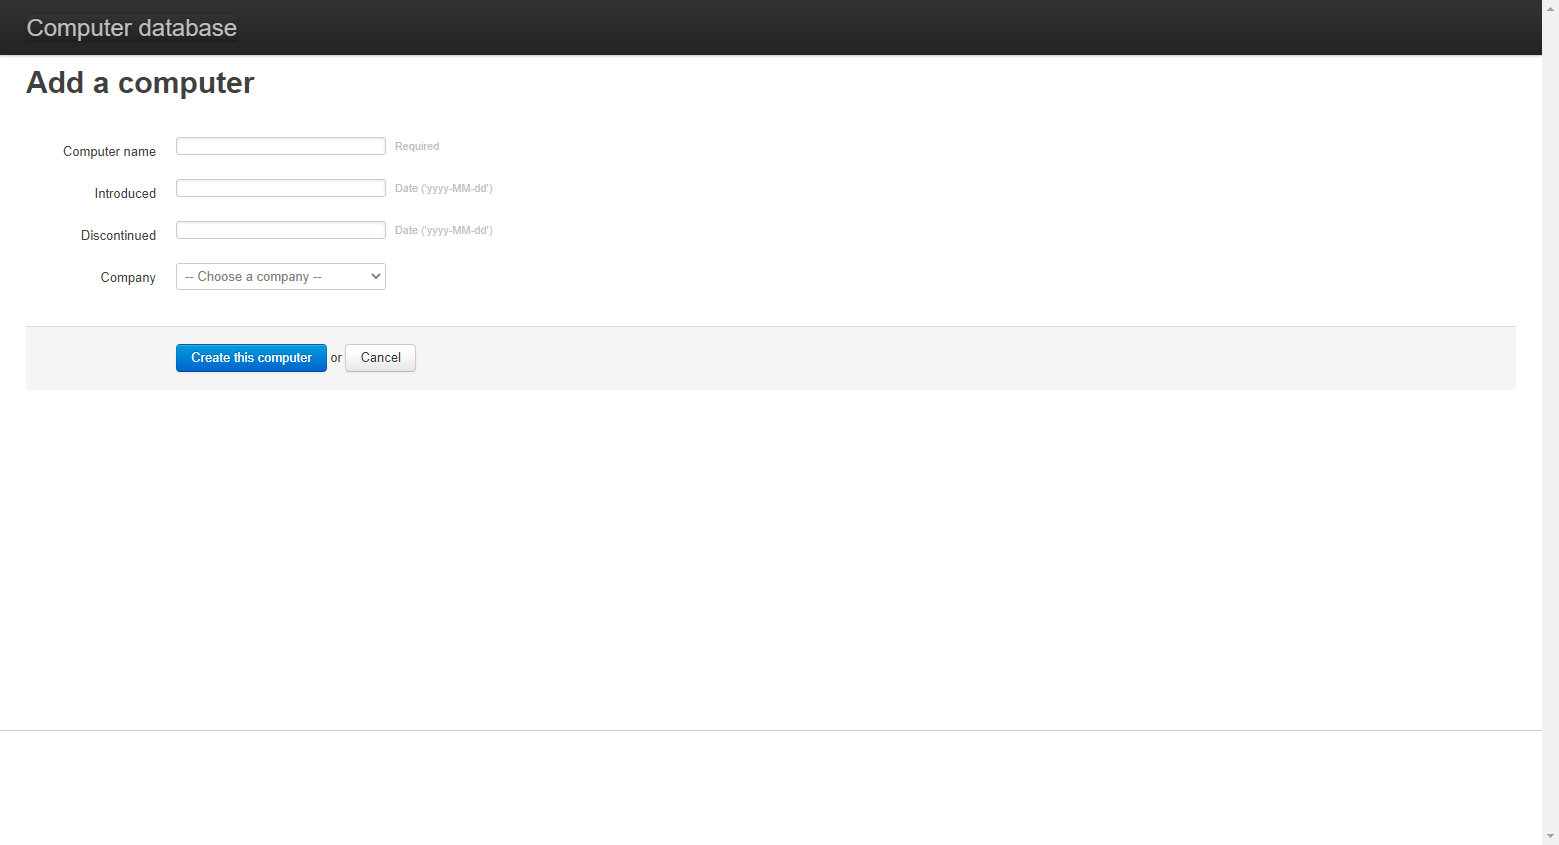 Computer database
Add a computer
Computer name Required
Introduced Date ('yyyy-MM-dd')
Discontinued Date ('yyyy-MM-dd')
Company -- Choose a company --
Create this computer or Cancel